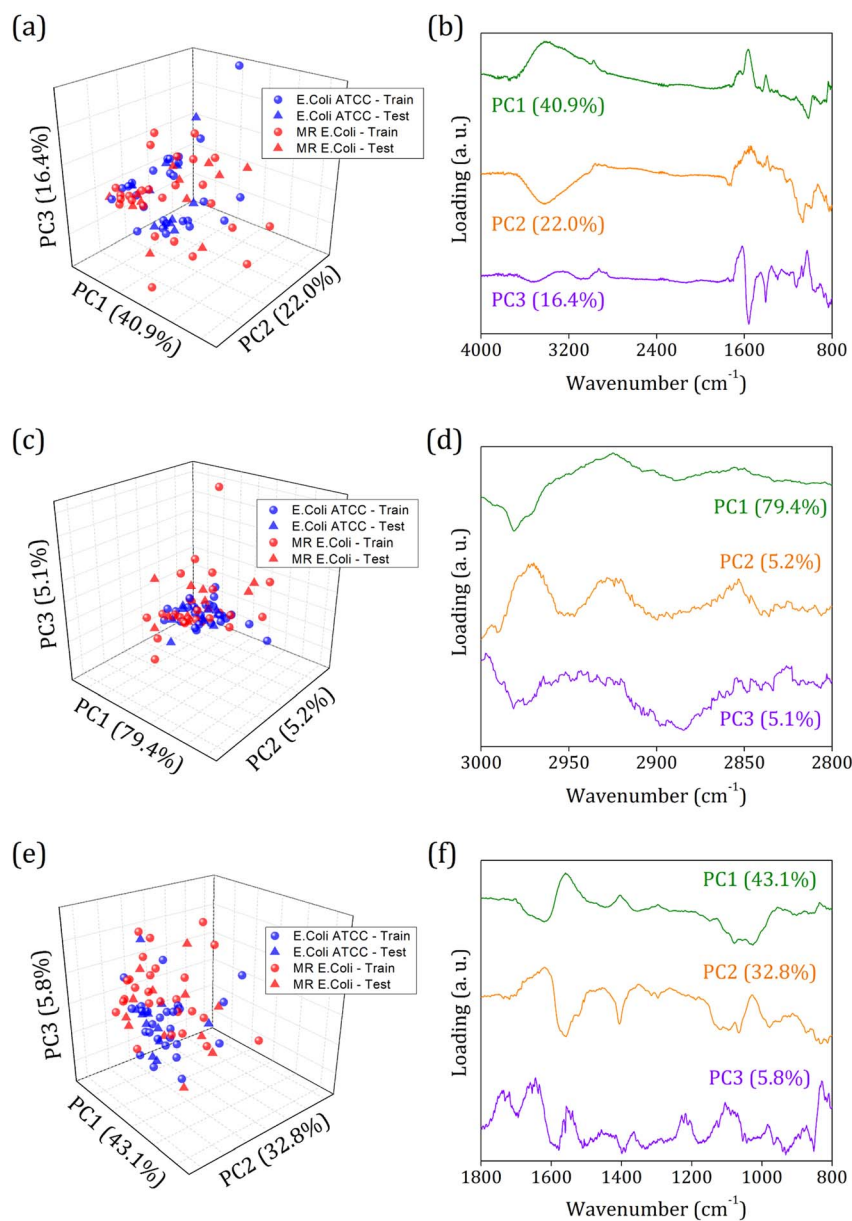 (a)
E.Coli ATCC - Train
E.Coli ATCC - Test
MR E.Coli - Train
MR E.Coli - Test
PC3 (16.4%)
PC1 (40.9%)
PC2 (22.0%)
(b)
PC1 (40.9%)
PC2 (22.0%)
PC3 (16.4%)
Loading (a. u.)
4000 3200 2400 1600 800
Wavenumber (cm⁻¹)
(c)
E.Coli ATCC - Train
E.Coli ATCC - Test
MR E.Coli - Train
MR E.Coli - Test
PC3 (5.1%)
PC1 (79.4%)
PC2 (5.2%)
(d)
PC1 (79.4%)
PC2 (5.2%)
PC3 (5.1%)
Loading (a. u.)
3000 2950 2900 2850 2800
Wavenumber (cm⁻¹)
(e)
E.Coli ATCC - Train
E.Coli ATCC - Test
MR E.Coli - Train
MR E.Coli - Test
PC3 (5.8%)
PC1 (43.1%)
PC2 (32.8%)
(f)
PC1 (43.1%)
PC2 (32.8%)
PC3 (5.8%)
Loading (a. u.)
1800 1600 1400 1200 1000 800
Wavenumber (cm⁻¹)